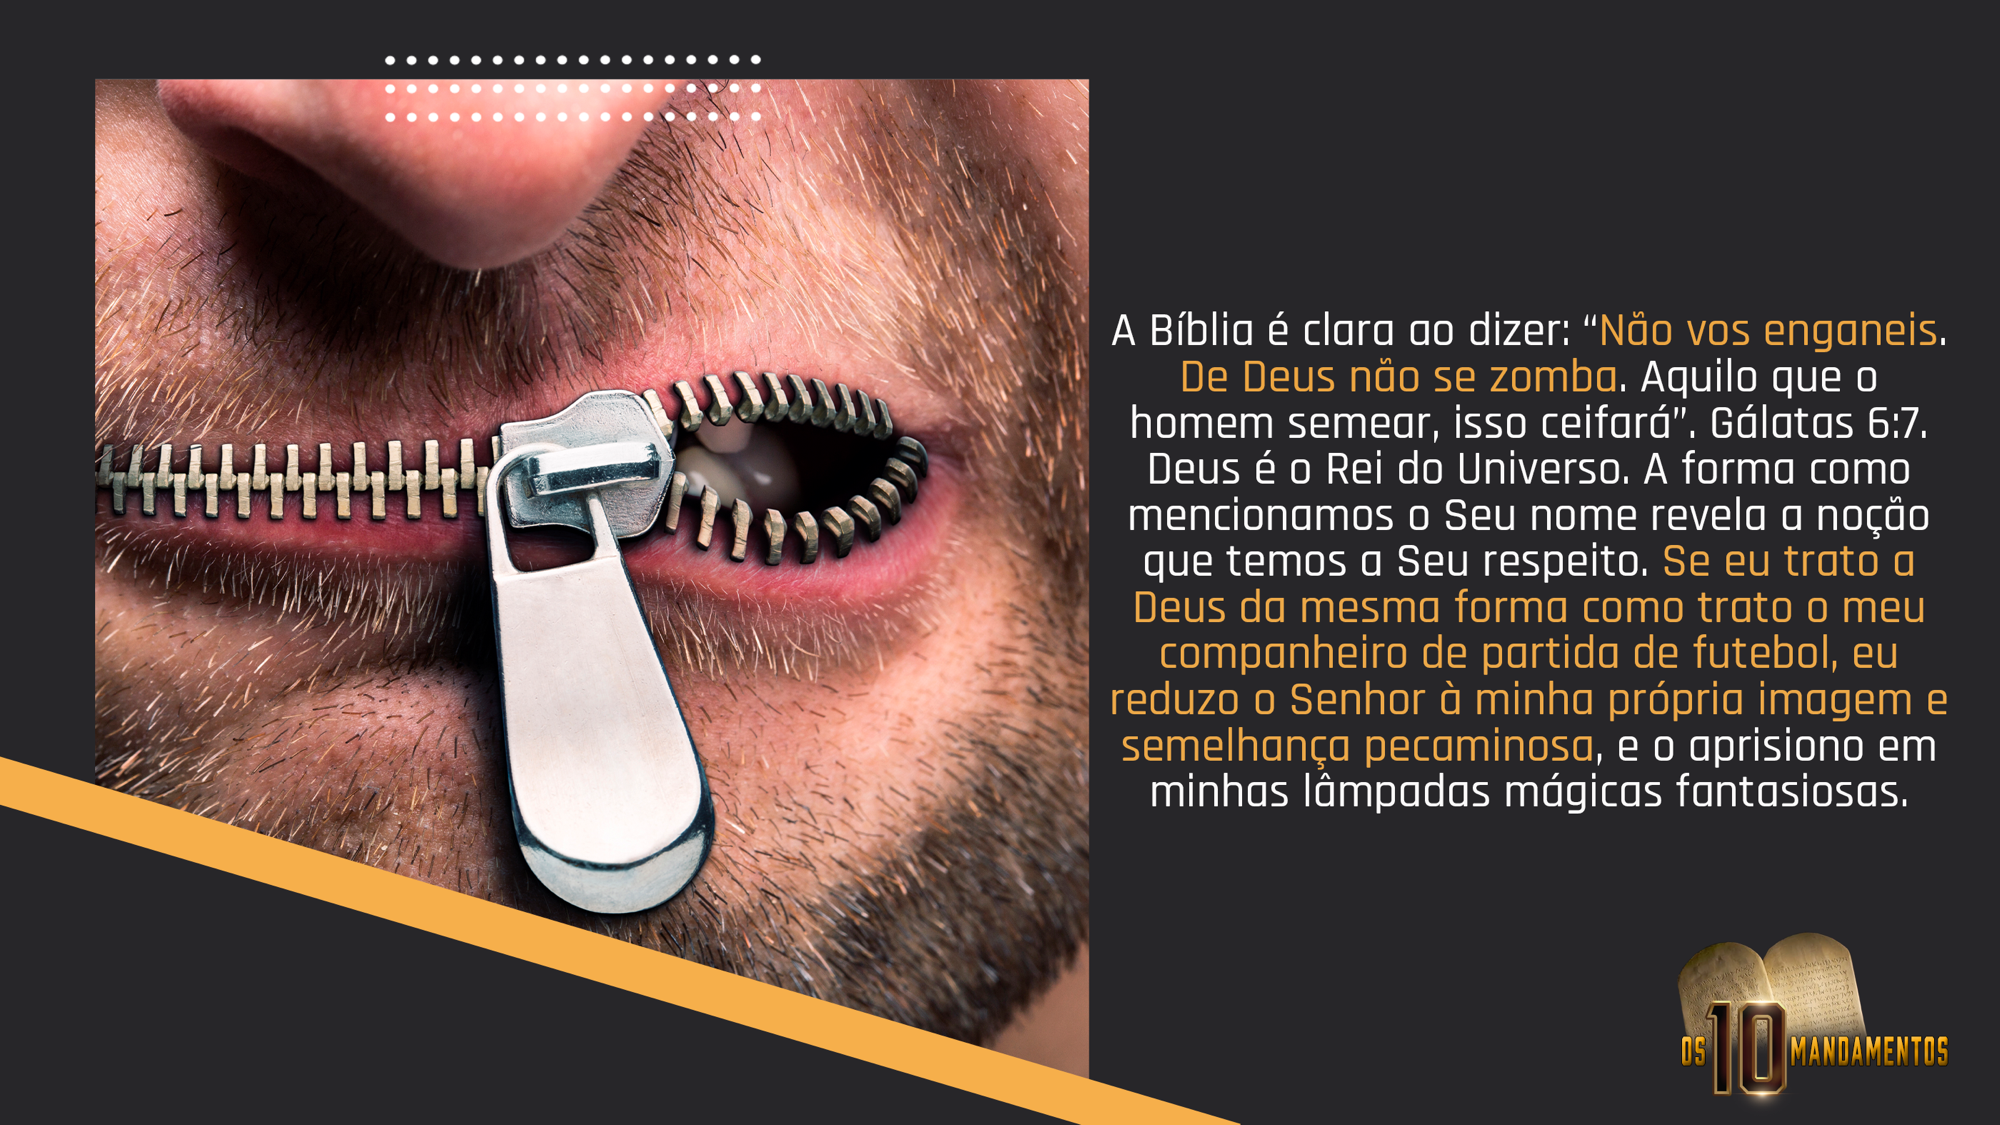 A Bíblia é clara ao dizer: “Não vos enganeis.
De Deus não se zomba. Aquilo que o
homem semear, isso ceifará”. Gálatas 6:7.
Deus é o Rei do Universo. A forma como
mencionamos o Seu nome revela a noção
que temos a Seu respeito. Se eu trato a
Deus da mesma forma como trato o meu
companheiro de partida de futebol, eu
reduzo o Senhor à minha própria imagem e
semelhança pecaminosa, e o aprisiono em
minhas lâmpadas mágicas fantasiosas.
OS 10 MANDAMENTOS